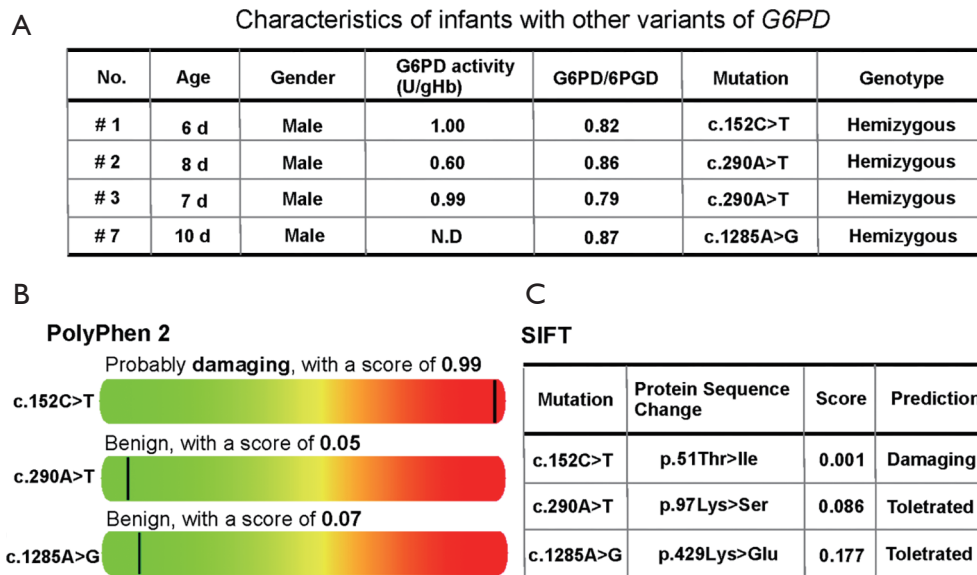 A
Characteristics of infants with other variants of G6PD
No. Age Gender G6PD activity (U/gHb) G6PD/6PGD Mutation Genotype
# 1 6 d Male 1.00 0.82 c.152C>T Hemizygous
# 2 8 d Male 0.60 0.86 c.290A>T Hemizygous
# 3 7 d Male 0.99 0.79 c.290A>T Hemizygous
# 7 10 d Male N.D 0.87 c.1285A>G Hemizygous
B
PolyPhen 2
Probably damaging, with a score of 0.99
c.152C>T
Benign, with a score of 0.05
c.290A>T
Benign, with a score of 0.07
c.1285A>G
C
SIFT
Mutation Protein Sequence Change Score Prediction
c.152C>T p.51Thr>Ile 0.001 Damaging
c.290A>T p.97Lys>Ser 0.086 Toletrated
c.1285A>G p.429Lys>Glu 0.177 Toletrated